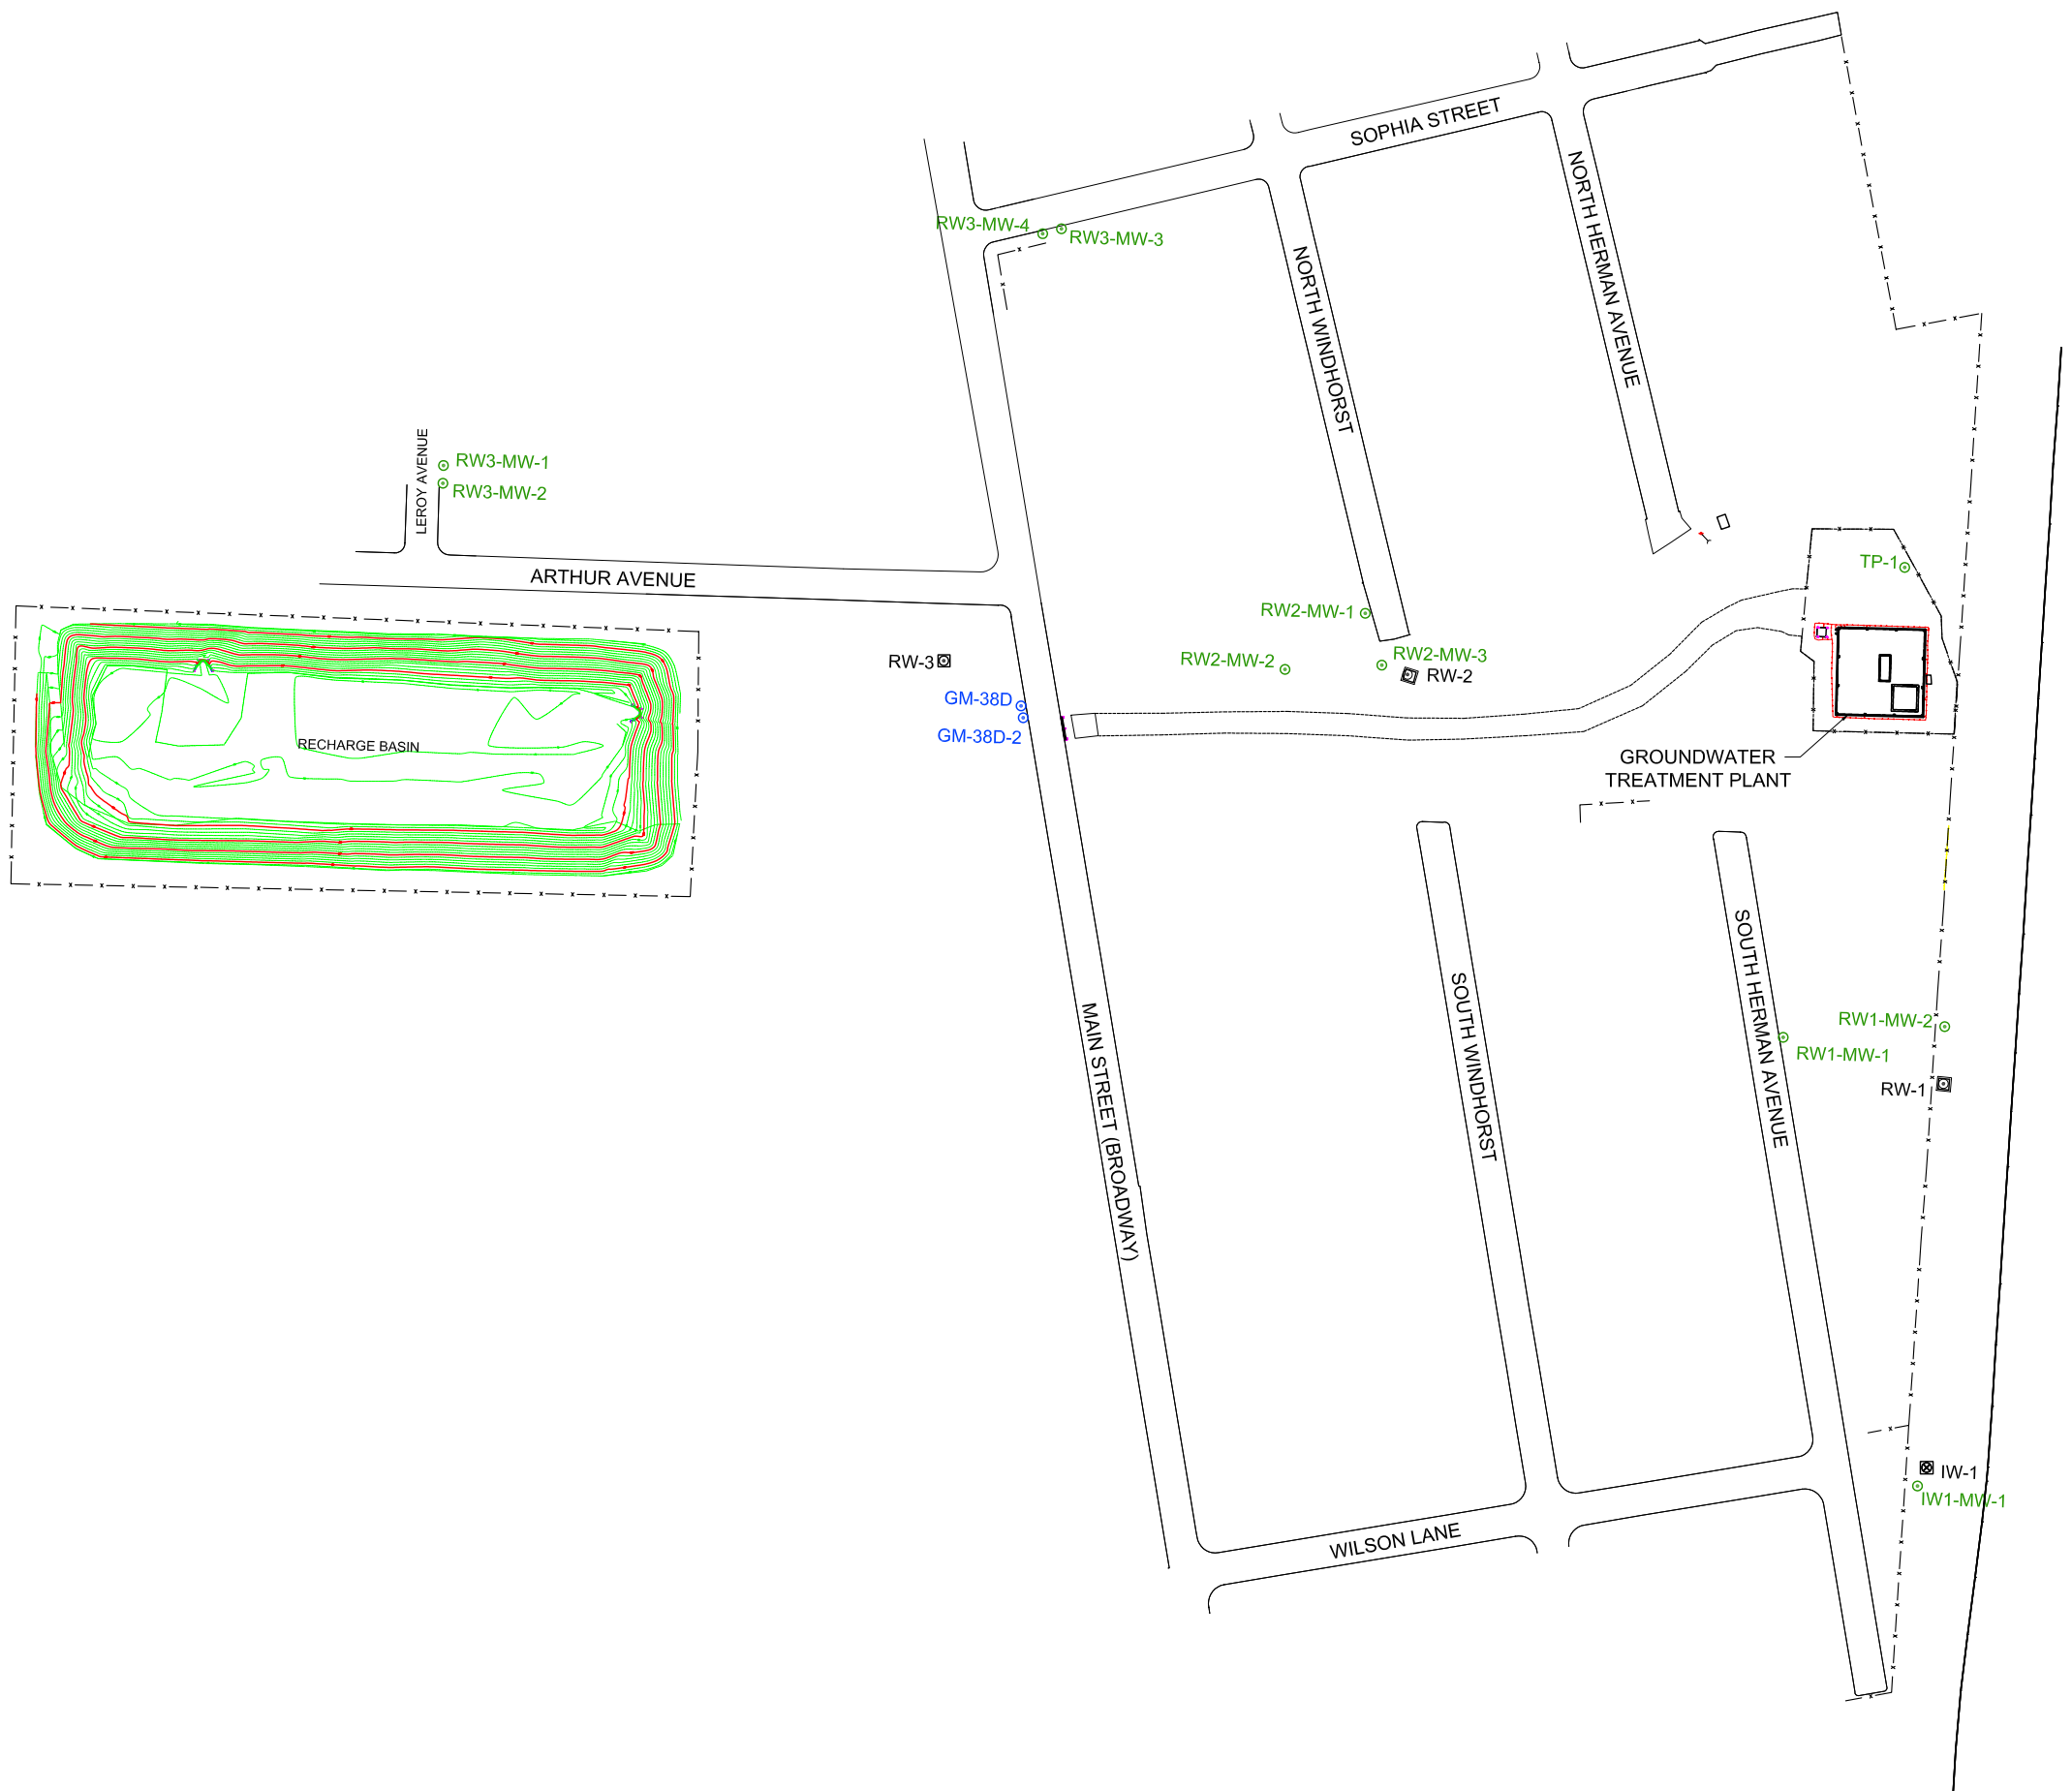 SOPHIA STREET
NORTH HERMAN AVENUE
RW3-MW-4
RW3-MW-3
NORTH WINDHORST
LEROY AVENUE
RW3-MW-1
RW3-MW-2
ARTHUR AVENUE
TP-1
RW2-MW-1
RW2-MW-2
RW2-MW-3
RW-3
RW-2
GM-38D
GM-38D-2
RECHARGE BASIN
GROUNDWATER
TREATMENT PLANT
SOUTH HERMAN AVENUE
SOUTH WINDHORST
MAIN STREET (BROADWAY)
RW1-MW-2
RW1-MW-1
RW-1
IW-1
IW1-MW-1
WILSON LANE